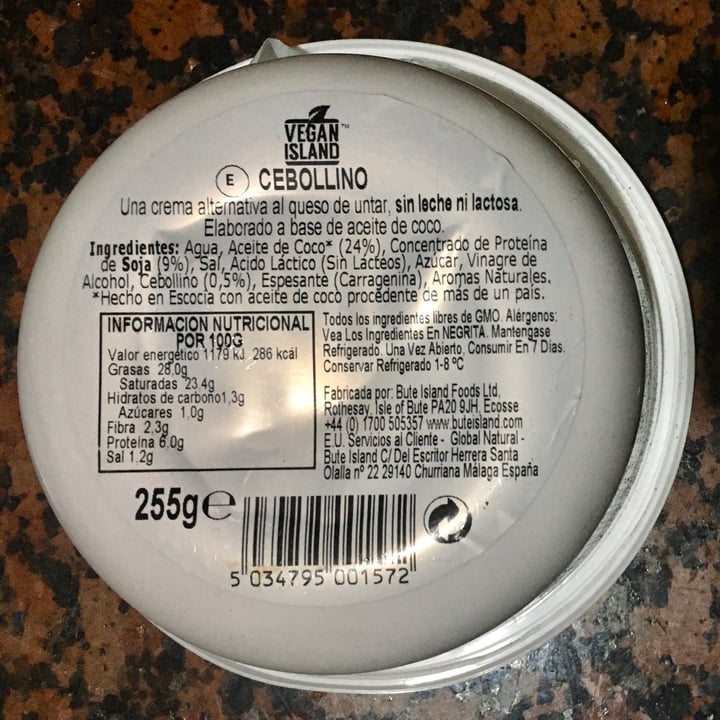 VEGAN™
ISLAND
E CEBOLLINO
Una crema alternativa al queso de untar, sin leche ni lactosa.
Elaborado a base de aceite de coco.
Ingredientes: Agua, Aceite de Coco* (24%), Concentrado de Proteína
de Soja (9%), Sal, Acido Láctico (Sin Lácteos), Azúcar, Vinagre de
Alcohol, Cebollino (0,5%), Espesante (Carragenina), Aromas Naturales.
*Hecho en Escocia con aceite de coco procedente de más de un país.
INFORMACION NUTRICIONAL
POR 100G
Valor energético 1179 kJ 286 kcal
Grasas 28,0g
Saturadas 23,4g
Hidratos de carbono1,3g
Azúcares 1,0g
Fibra 2,3g
Proteína 6,0g
Sal 1,2g
Todos los ingredientes libres de GMO. Alérgenos:
Vea Los Ingredientes En NEGRITA. Mantengase
Refrigerado. Una Vez Abierto, Consumir En 7 Dias.
Conservar Refrigerado 1-8 ºC
Fabricada por: Bute Island Foods Ltd,
Rothesay, Isle of Bute PA20 9JH, Ecosse
+44 (0) 1700 505357 www.buteisland.com
E.U. Servicios al Cliente - Global Natural -
Bute Island C/ Del Escritor Herrera Santa
Olalla nº 22 29140 Churriana Málaga España
255g℮
5 034795 001572